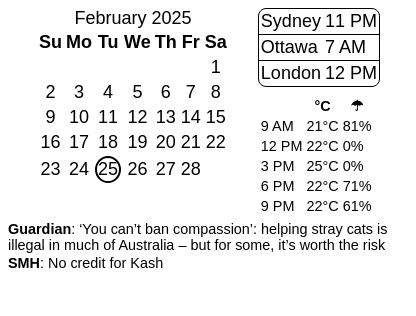 February 2025
Su Mo Tu We Th Fr Sa
1
2 3 4 5 6 7 8
9 10 11 12 13 14 15
16 17 18 19 20 21 22
23 24 25 26 27 28
Sydney 11 PM
Ottawa 7 AM
London 12 PM
°C ☂
9 AM 21°C 81%
12 PM 22°C 0%
3 PM 25°C 0%
6 PM 22°C 71%
9 PM 22°C 61%
Guardian: ‘You can’t ban compassion’: helping stray cats is
illegal in much of Australia – but for some, it’s worth the risk
SMH: No credit for Kash